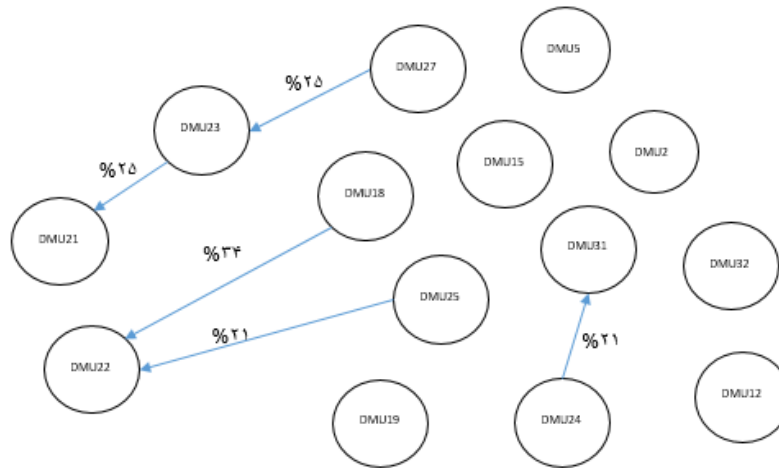 DMU5
DMU27
%۲۵
DMU23
DMU2
DMU15
%۲۵
DMU18
DMU21
DMU31
%۳۴
DMU32
DMU25
%۲۱
%۲۱
DMU22
DMU12
DMU19
DMU24